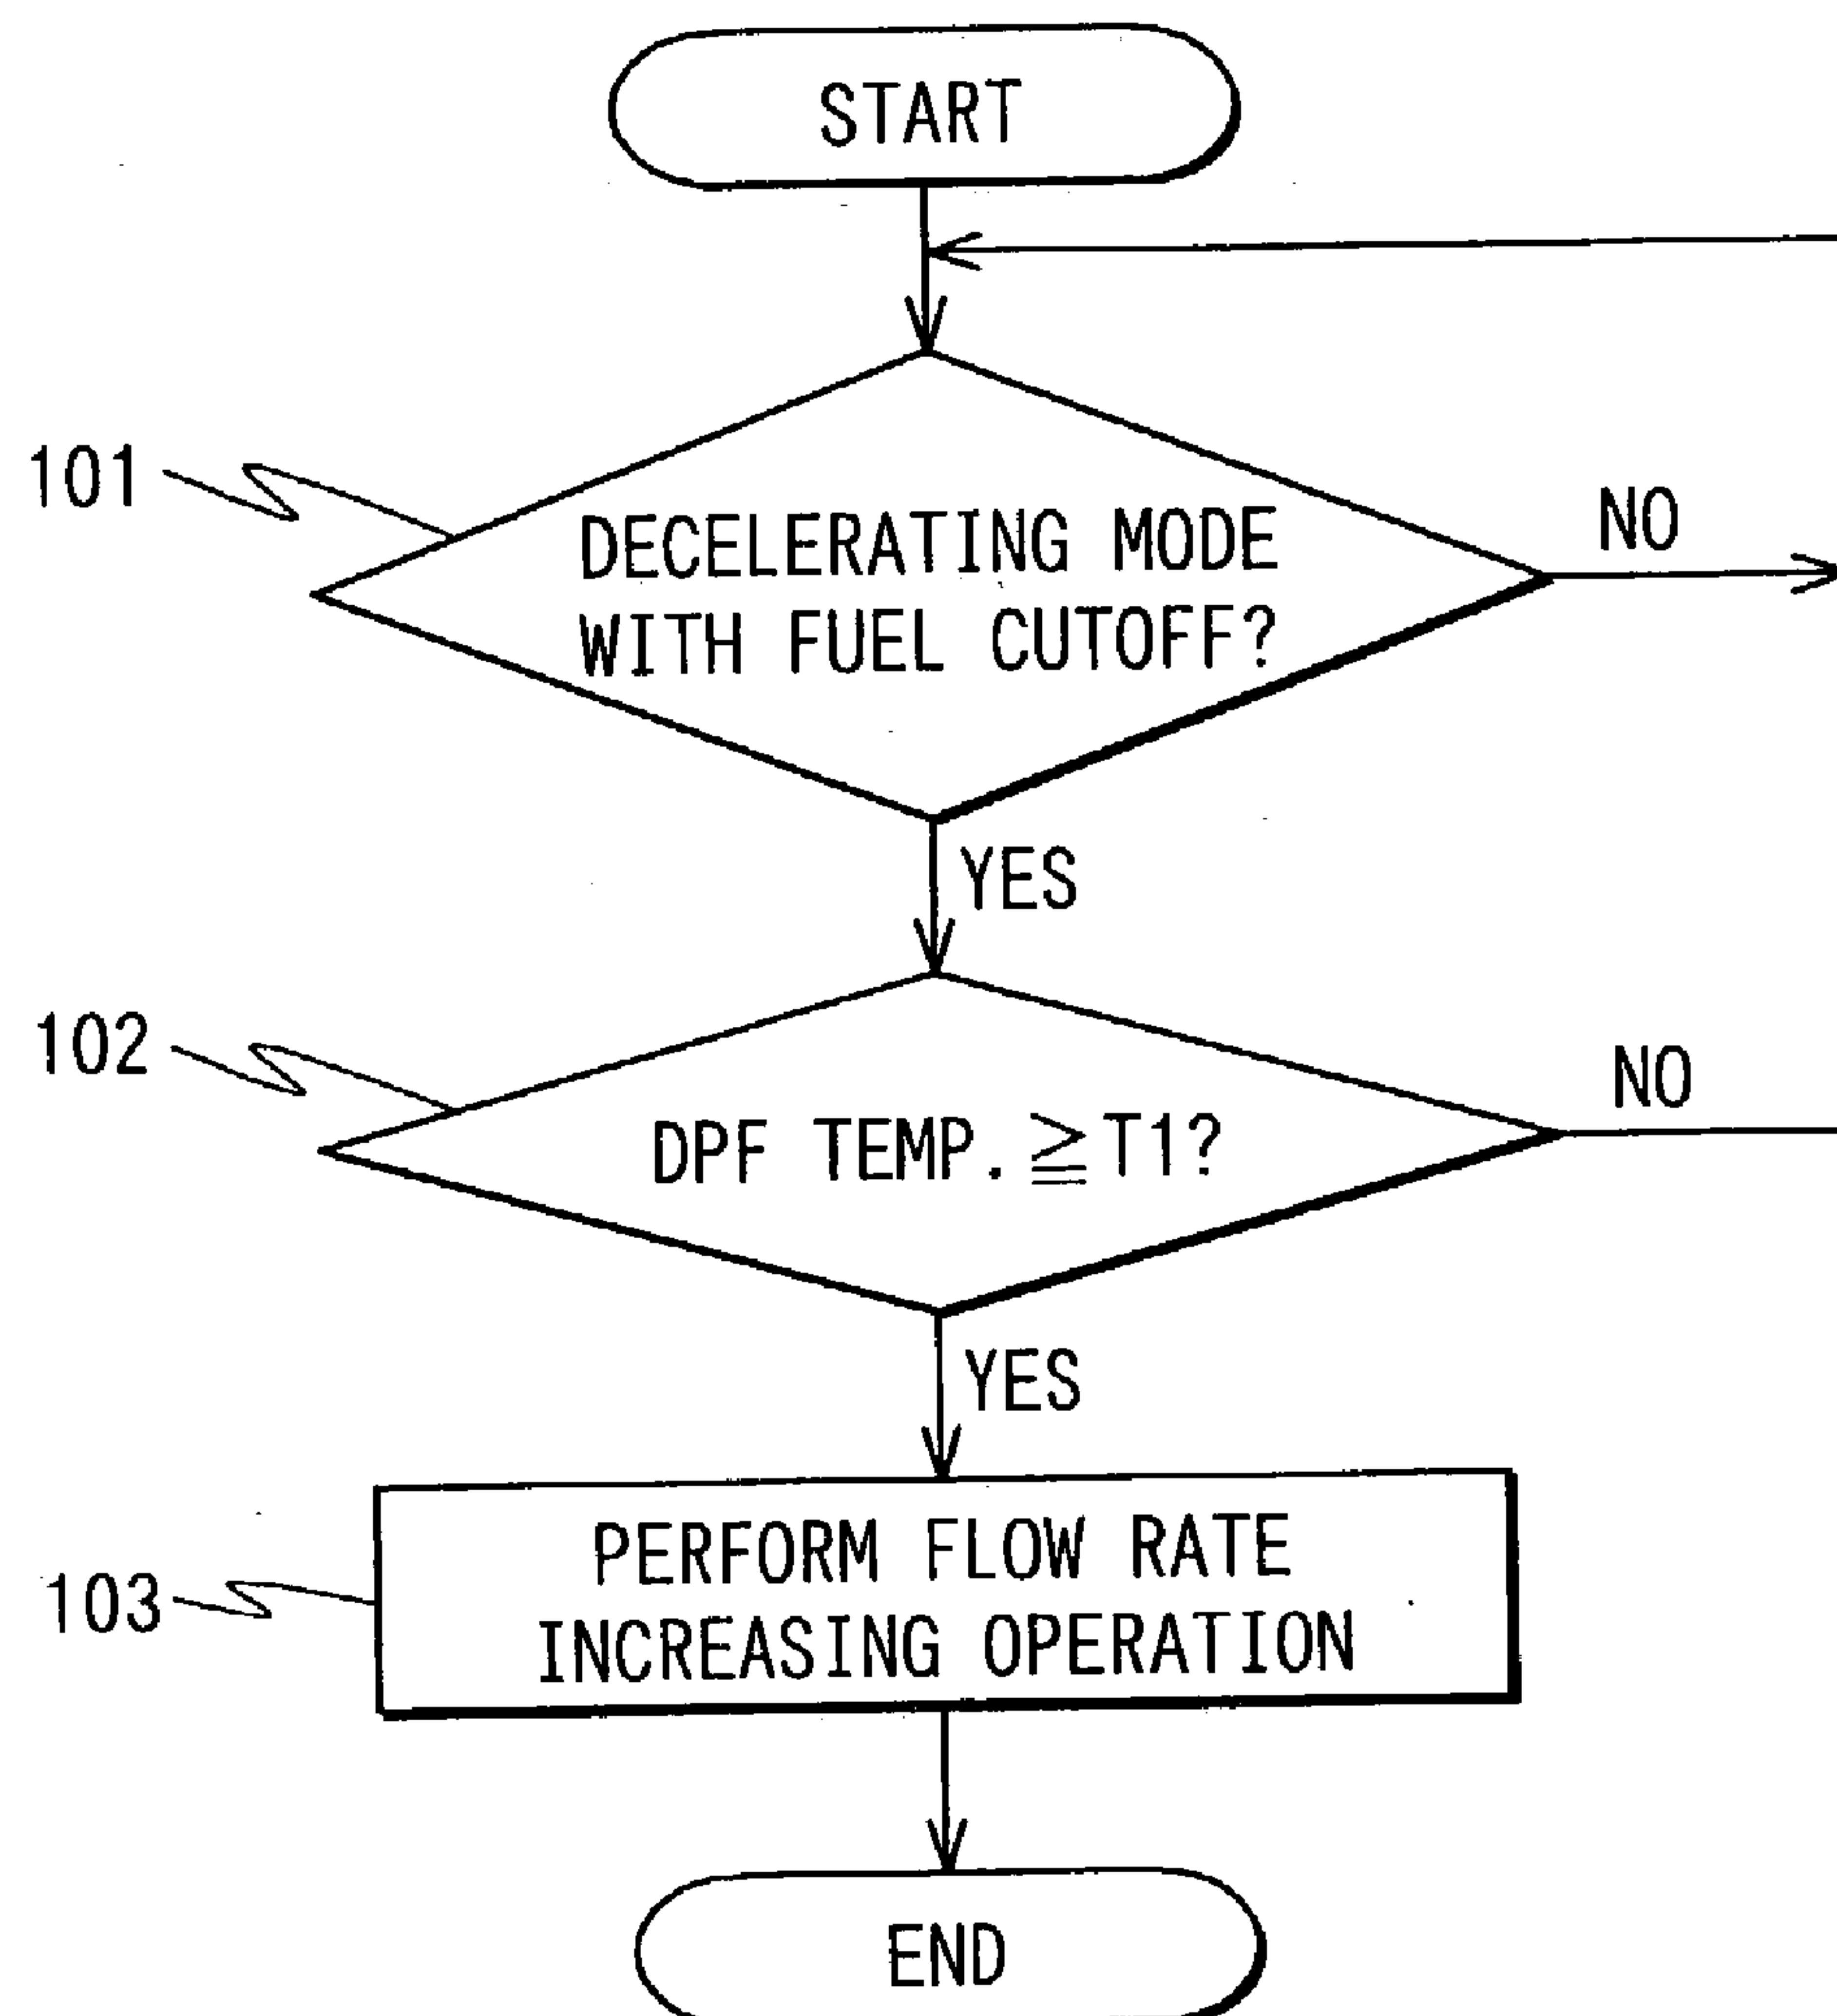 START
101
DECELERATING MODE
WITH FUEL CUTOFF?
NO
YES
102
DPF TEMP. ≧ T1?
NO
YES
103
PERFORM FLOW RATE
INCREASING OPERATION
END